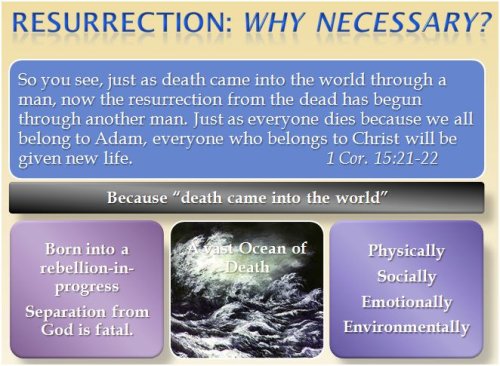 RESURRECTION: WHY NECESSARY?
So you see, just as death came into the world through a
man, now the resurrection from the dead has begun
through another man. Just as everyone dies because we all
belong to Adam, everyone who belongs to Christ will be
given new life. 1 Cor. 15:21-22
Because “death came into the world”
Born into a
rebellion-in-
progress
Separation from
God is fatal.
A vast Ocean of
Death
Physically
Socially
Emotionally
Environmentally